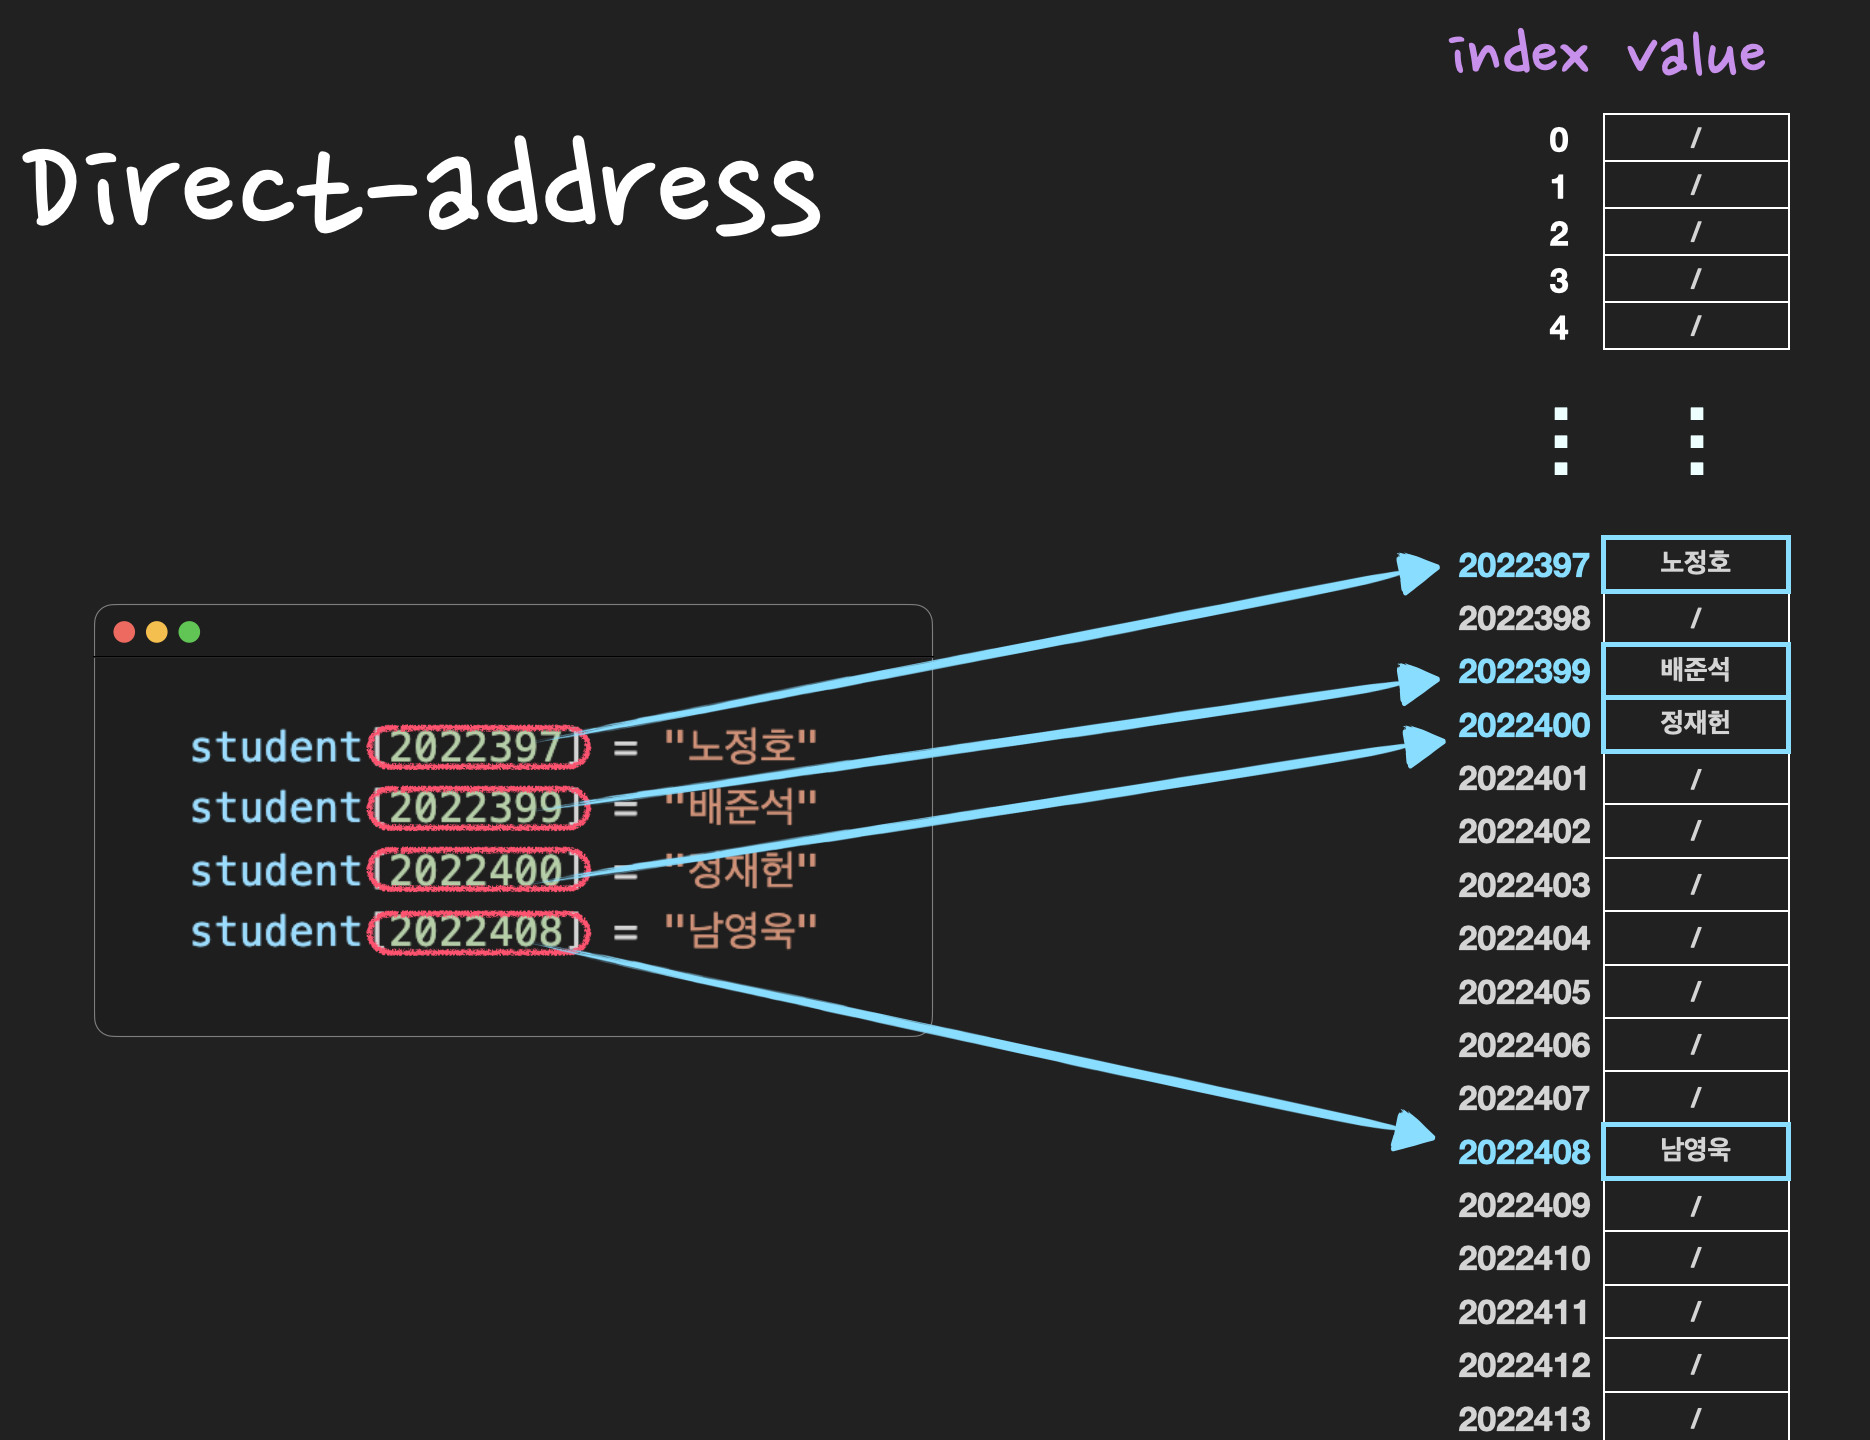 index value
Direct-address
0 /
1 /
2 /
3 /
4 /
student[2022397] = "노정호"
student[2022399] = "배준석"
student[2022400] = "정재헌"
student[2022408] = "남영욱"
2022397 노정호
2022398 /
2022399 배준석
2022400 정재헌
2022401 /
2022402 /
2022403 /
2022404 /
2022405 /
2022406 /
2022407 /
2022408 남영욱
2022409 /
2022410 /
2022411 /
2022412 /
2022413 /